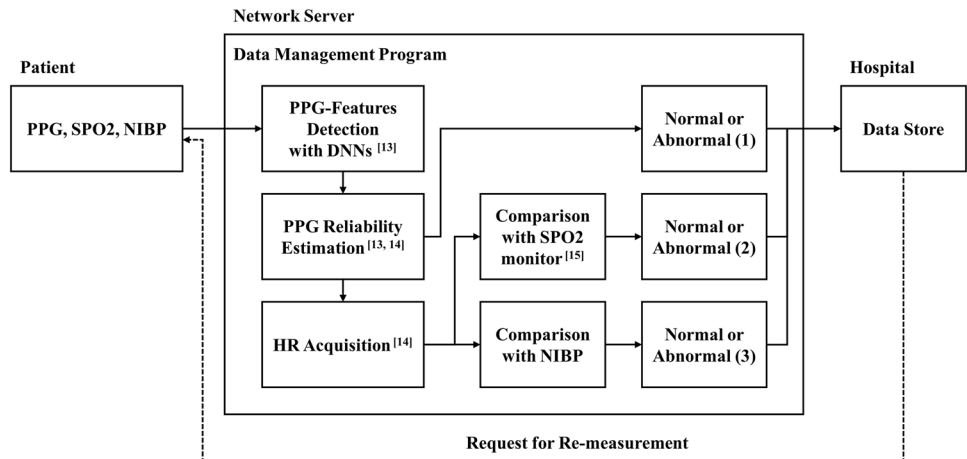 Network Server
Data Management Program
Patient
Hospital
PPG, SPO2, NIBP
PPG-Features
Detection
with DNNs [13]
Normal or
Abnormal (1)
Data Store
PPG Reliability
Estimation [13, 14]
Comparison
with SPO2
monitor [15]
Normal or
Abnormal (2)
HR Acquisition [14]
Comparison
with NIBP
Normal or
Abnormal (3)
Request for Re-measurement